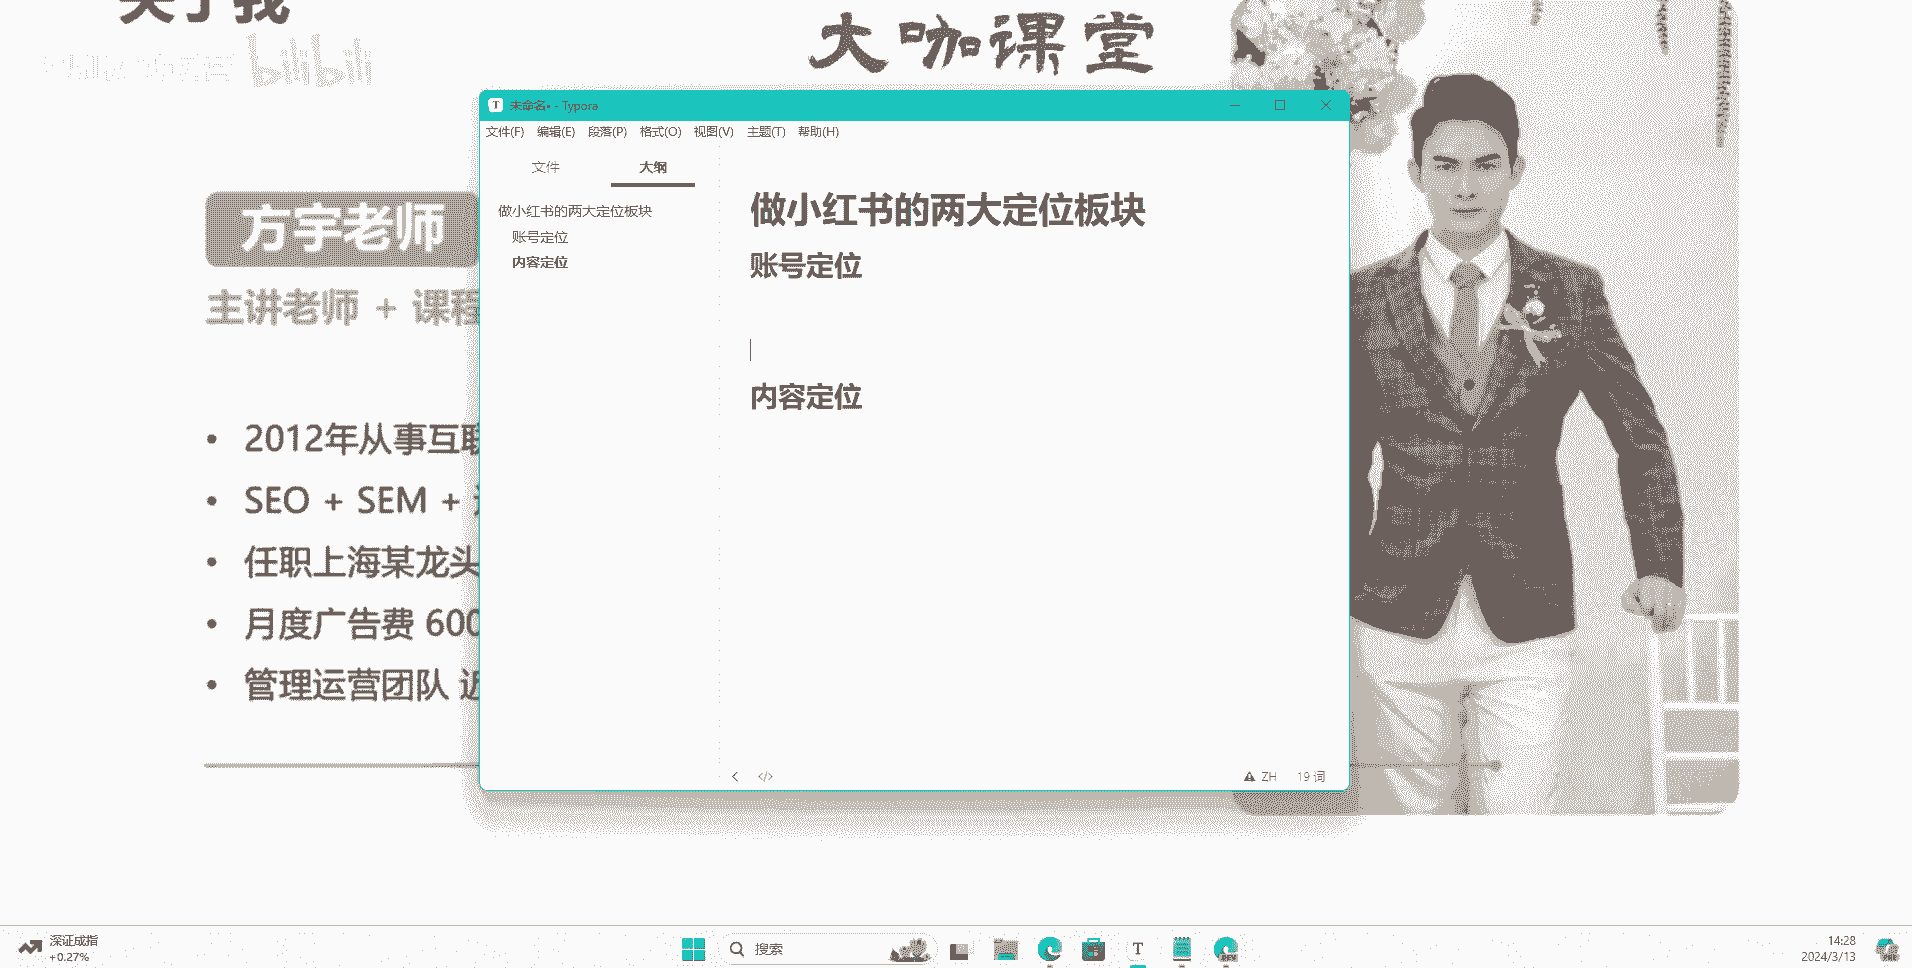 关于我
bilibili
大咖课堂
方宇老师
主讲老师 + 课程
2012年从事互联
SEO + SEM +
任职上海某龙头
月度广告费 600
管理运营团队 近
未命名• - Typora
文件(F) 编辑(E) 段落(P) 格式(O) 视图(V) 主题(T) 帮助(H)
文件 大纲
做小红书的两大定位板块
账号定位
内容定位
做小红书的两大定位板块
账号定位
内容定位
</> ZH 19 词
深证成指
+0.27%
搜索
T
DEV
14:28
2024/3/13
PRE